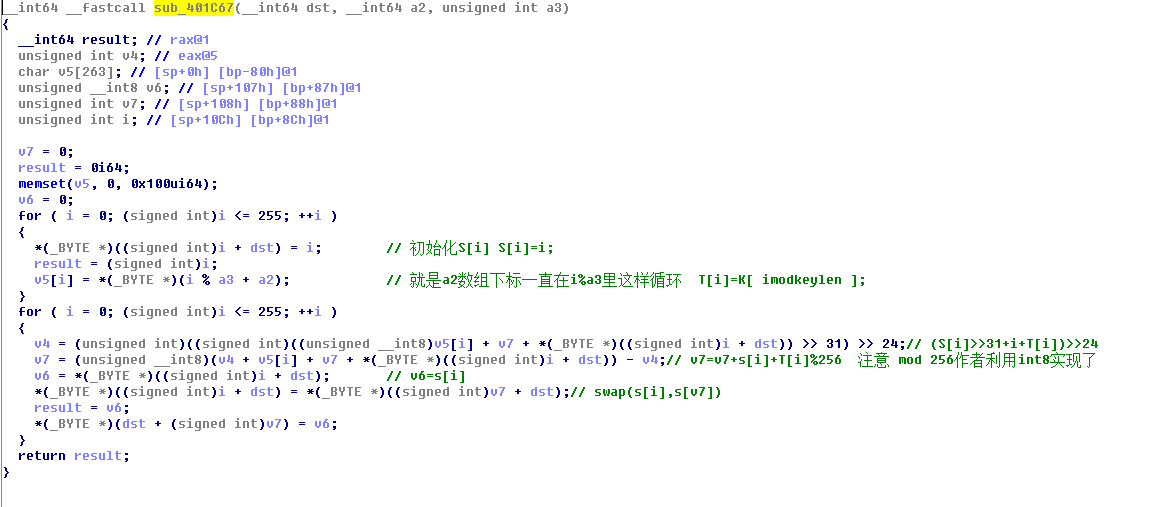 __int64 __fastcall sub_401C67(__int64 dst, __int64 a2, unsigned int a3)
{
  __int64 result; // rax@1
  unsigned int v4; // eax@5
  char v5[263]; // [sp+0h] [bp-80h]@1
  unsigned __int8 v6; // [sp+107h] [bp+87h]@1
  unsigned int v7; // [sp+108h] [bp+88h]@1
  unsigned int i; // [sp+10Ch] [bp+8Ch]@1

  v7 = 0;
  result = 0i64;
  memset(v5, 0, 0x100ui64);
  v6 = 0;
  for ( i = 0; (signed int)i <= 255; ++i )
  {
    *(_BYTE *)((signed int)i + dst) = i;        // 初始化S[i] S[i]=i;
    result = (signed int)i;
    v5[i] = *(_BYTE *)(i % a3 + a2);            // 就是a2数组下标一直在i%a3里这样循环  T[i]=K[ imodkeylen ];
  }
  for ( i = 0; (signed int)i <= 255; ++i )
  {
    v4 = (unsigned int)((signed int)((unsigned __int8)v5[i] + v7 + *(_BYTE *)((signed int)i + dst)) >> 31) >> 24;// (S[i]>>31+i+T[i])>>24
    v7 = (unsigned __int8)(v4 + v5[i] + v7 + *(_BYTE *)((signed int)i + dst)) - v4;// v7=v7+s[i]+T[i]%256  注意 mod 256作者利用int8实现了
    v6 = *(_BYTE *)((signed int)i + dst);       // v6=s[i]
    *(_BYTE *)((signed int)i + dst) = *(_BYTE *)((signed int)v7 + dst);// swap(s[i],s[v7])
    result = v6;
    *(_BYTE *)(dst + (signed int)v7) = v6;
  }
  return result;
}